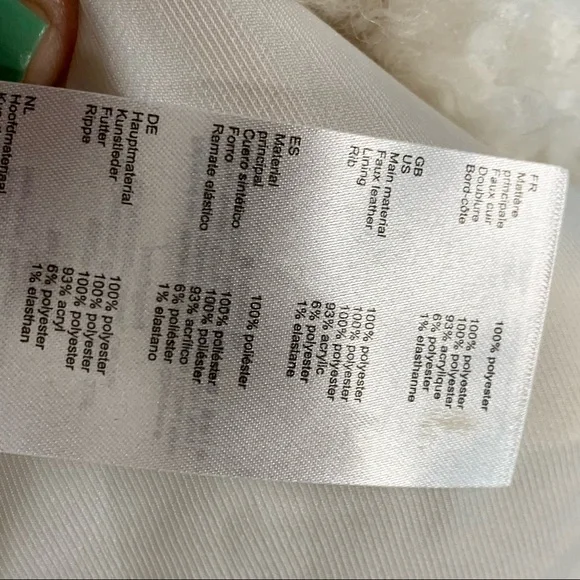 FR
Matière
principale
Faux cuir
Doublure
Bord-côte
100% polyester
100% polyester
100% polyester
93% acrylique
6% polyester
1% elasthanne
GB
US
Main material
Faux leather
Lining
Rib
100% polyester
100% polyester
100% polyester
93% acrylic
6% polyester
1% elastane
ES
Material
principal
Cuero sintético
Forro
Remate elástico
100% poliéster
100% poliéster
100% poliéster
93% acrílico
6% poliéster
1% elastano
DE
Hauptmaterial
Kunstleder
Futter
Rippe
100% polyester
100% polyester
100% polyester
93% acryl
6% polyester
1% elasthan
NL
Hoofdmateriaal